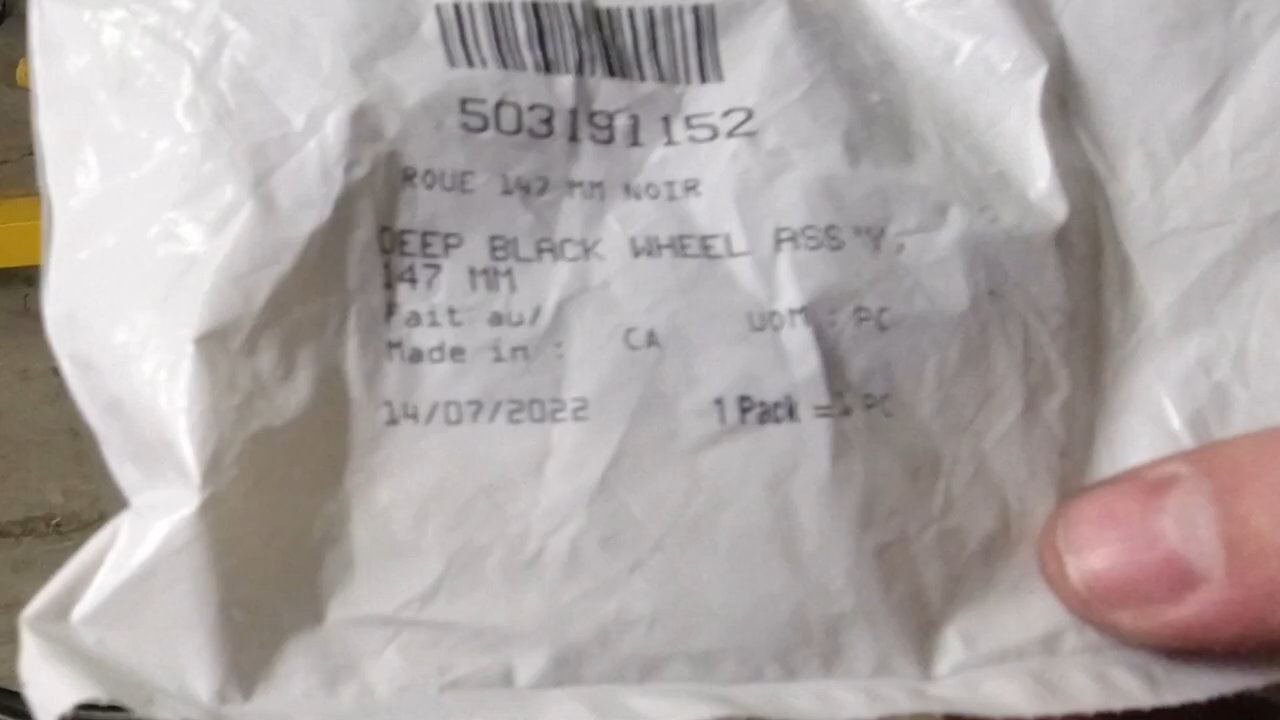 503191152
ROUE 147 MM NOIR
DEEP BLACK WHEEL ASS'Y,
147 MM
Fait au/
Made in : CA UOM : PC
14/07/2022 1 Pack =1 PC